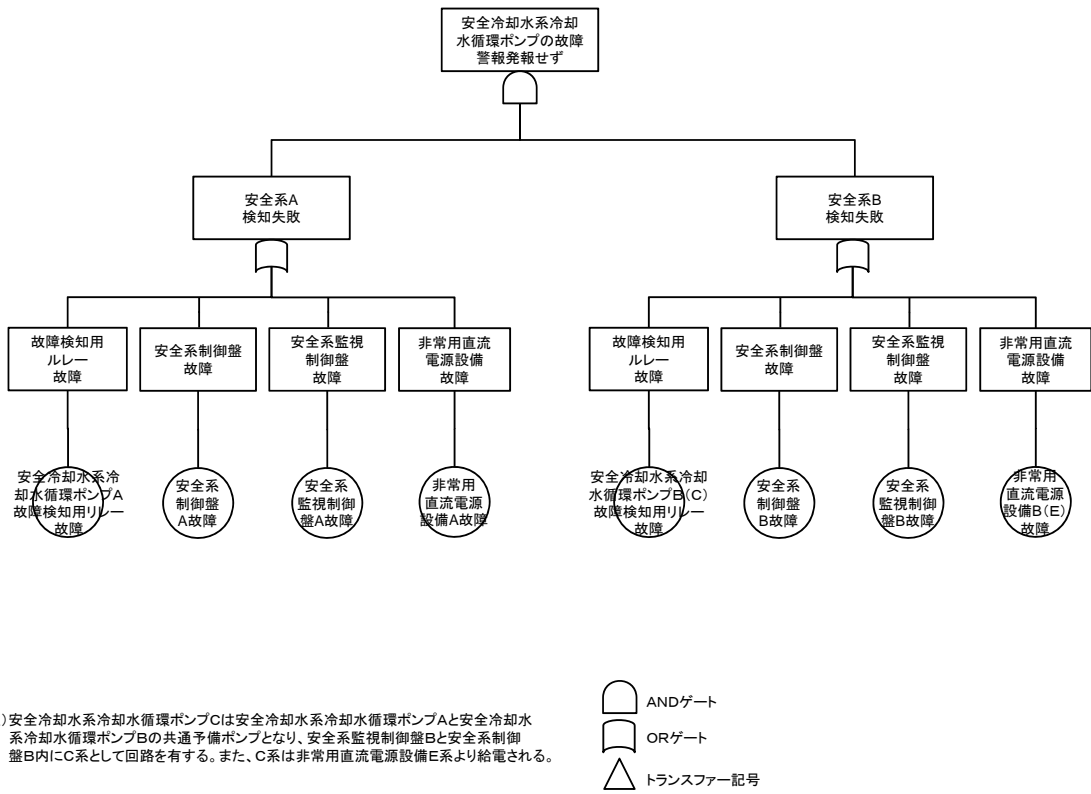 安全冷却水系冷却
水循環ポンプの故障
警報発報せず
安全系A
検知失敗
安全系B
検知失敗
故障検知用
ルレー
故障
安全系制御盤
故障
安全系監視
制御盤
故障
非常用直流
電源設備
故障
故障検知用
ルレー
故障
安全系制御盤
故障
安全系監視
制御盤
故障
非常用直流
電源設備
故障
安全冷却水系冷
却水循環ポンプA
故障検知用リレー
故障
安全系
制御盤
A故障
安全系
監視制御
盤A故障
非常用
直流電源
設備A故障
安全冷却水系冷却
水循環ポンプB(C)
故障検知用リレー
故障
安全系
制御盤
B故障
安全系
監視制御
盤B故障
非常用
直流電源
設備B(E)
故障
)安全冷却水系冷却水循環ポンプCは安全冷却水系冷却水循環ポンプAと安全冷却水
系冷却水循環ポンプBの共通予備ポンプとなり、安全系監視制御盤Bと安全系制御
盤B内にC系として回路を有する。また、C系は非常用直流電源設備E系より給電される。
ANDゲート
ORゲート
トランスファー記号